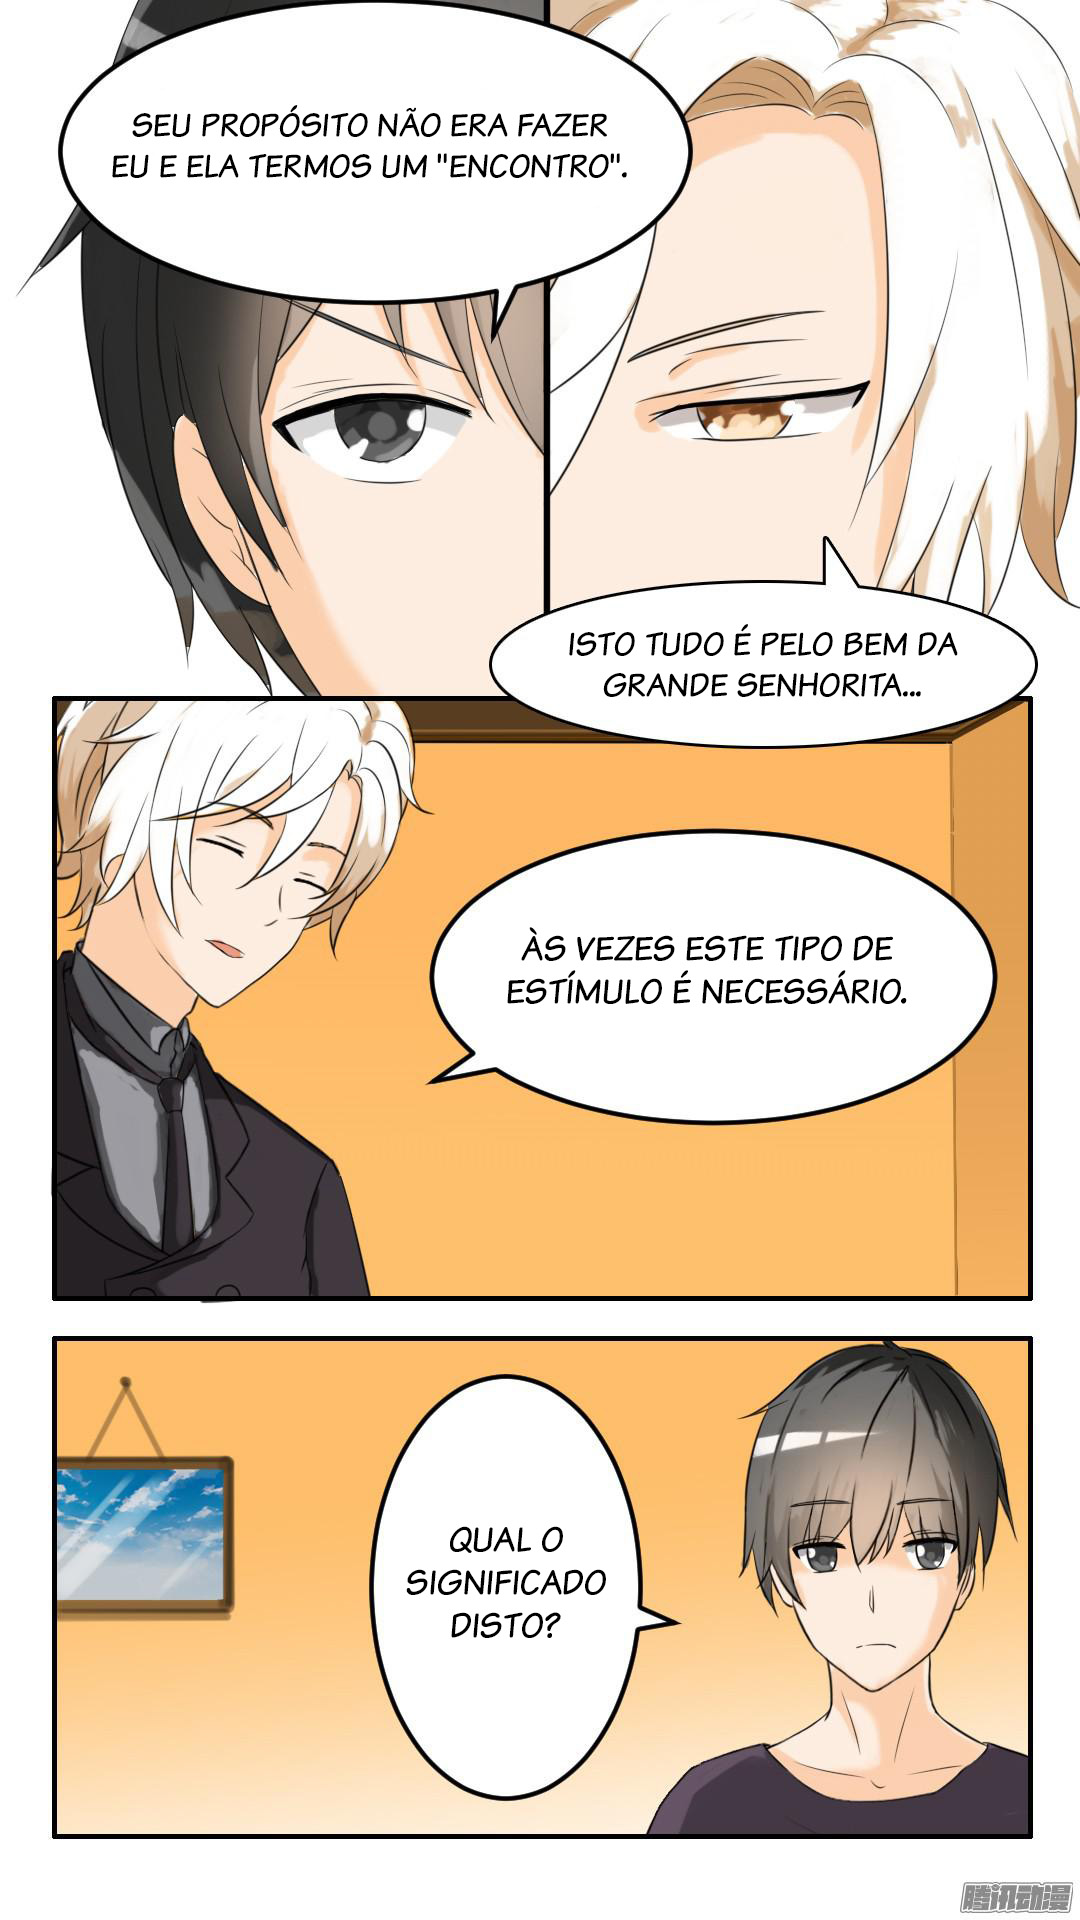 SEU PROPÓSITO NÃO ERA FAZER
EU E ELA TERMOS UM "ENCONTRO".
ISTO TUDO É PELO BEM DA
GRANDE SENHORITA...
ÀS VEZES ESTE TIPO DE
ESTÍMULO É NECESSÁRIO.
QUAL O
SIGNIFICADO
DISTO?
腾讯动漫